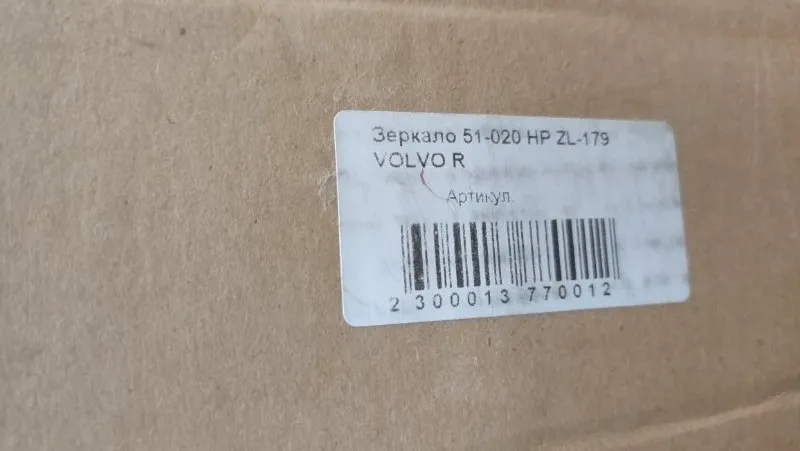 Зеркало 51-020 HP ZL-179
VOLVO R
Артикул:
2 300013 770012